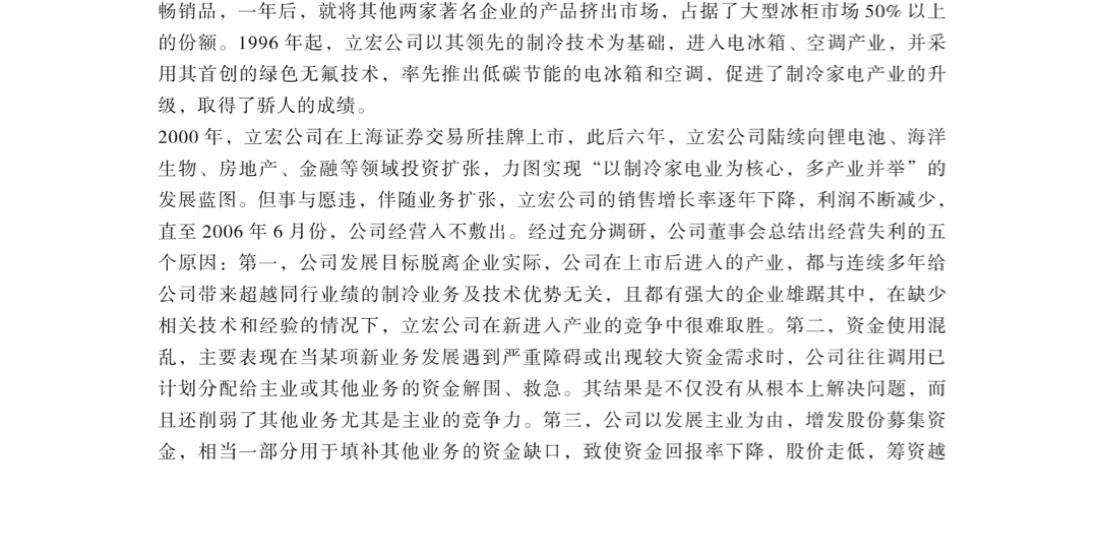 畅销品，一年后，就将其他两家著名企业的产品挤出市场，占据了大型冰柜市场 50% 以上
的份额。1996 年起，立宏公司以其领先的制冷技术为基础，进入电冰箱、空调产业，并采
用其首创的绿色无氟技术，率先推出低碳节能的电冰箱和空调，促进了制冷家电产业的升
级，取得了骄人的成绩。
2000 年，立宏公司在上海证券交易所挂牌上市，此后六年，立宏公司陆续向锂电池、海洋
生物、房地产、金融等领域投资扩张，力图实现“以制冷家电业为核心，多产业并举”的
发展蓝图。但事与愿违，伴随业务扩张，立宏公司的销售增长率逐年下降，利润不断减少，
直至 2006 年 6 月份，公司经营入不敷出。经过充分调研，公司董事会总结出经营失利的五
个原因：第一，公司发展目标脱离企业实际，公司在上市后进入的产业，都与连续多年给
公司带来超越同行业绩的制冷业务及技术优势无关，且都有强大的企业雄踞其中，在缺少
相关技术和经验的情况下，立宏公司在新进入产业的竞争中很难取胜。第二，资金使用混
乱，主要表现在当某项新业务发展遇到严重障碍或出现较大资金需求时，公司往往调用已
计划分配给主业或其他业务的资金解围、救急。其结果是不仅没有从根本上解决问题，而
且还削弱了其他业务尤其是主业的竞争力。第三，公司以发展主业为由，增发股份募集资
金，相当一部分用于填补其他业务的资金缺口，致使资金回报率下降，股价走低，筹资越